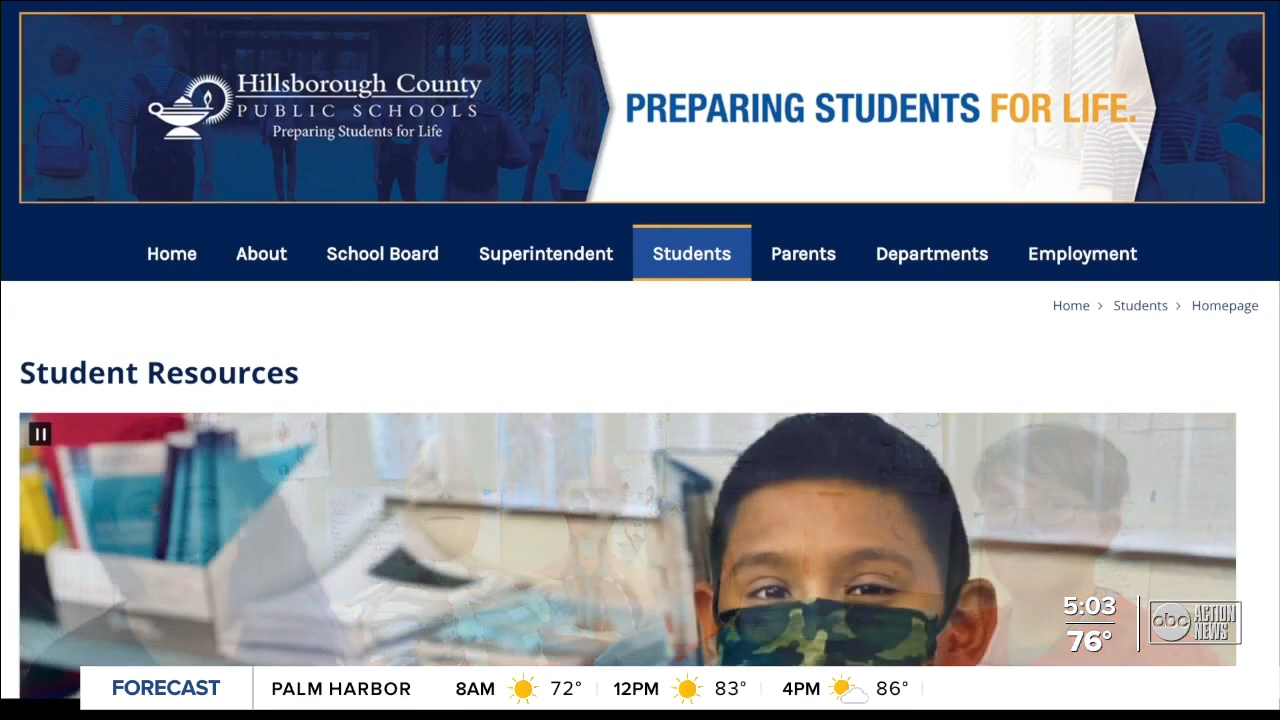 Hillsborough County
PUBLIC SCHOOLS
Preparing Students for Life
PREPARING STUDENTS FOR LIFE.
Home About School Board Superintendent Students Parents Departments Employment
Home > Students > Homepage
Student Resources
5:03
76°
abc ACTION NEWS
FORECAST PALM HARBOR 8AM 72° 12PM 83° 4PM 86°